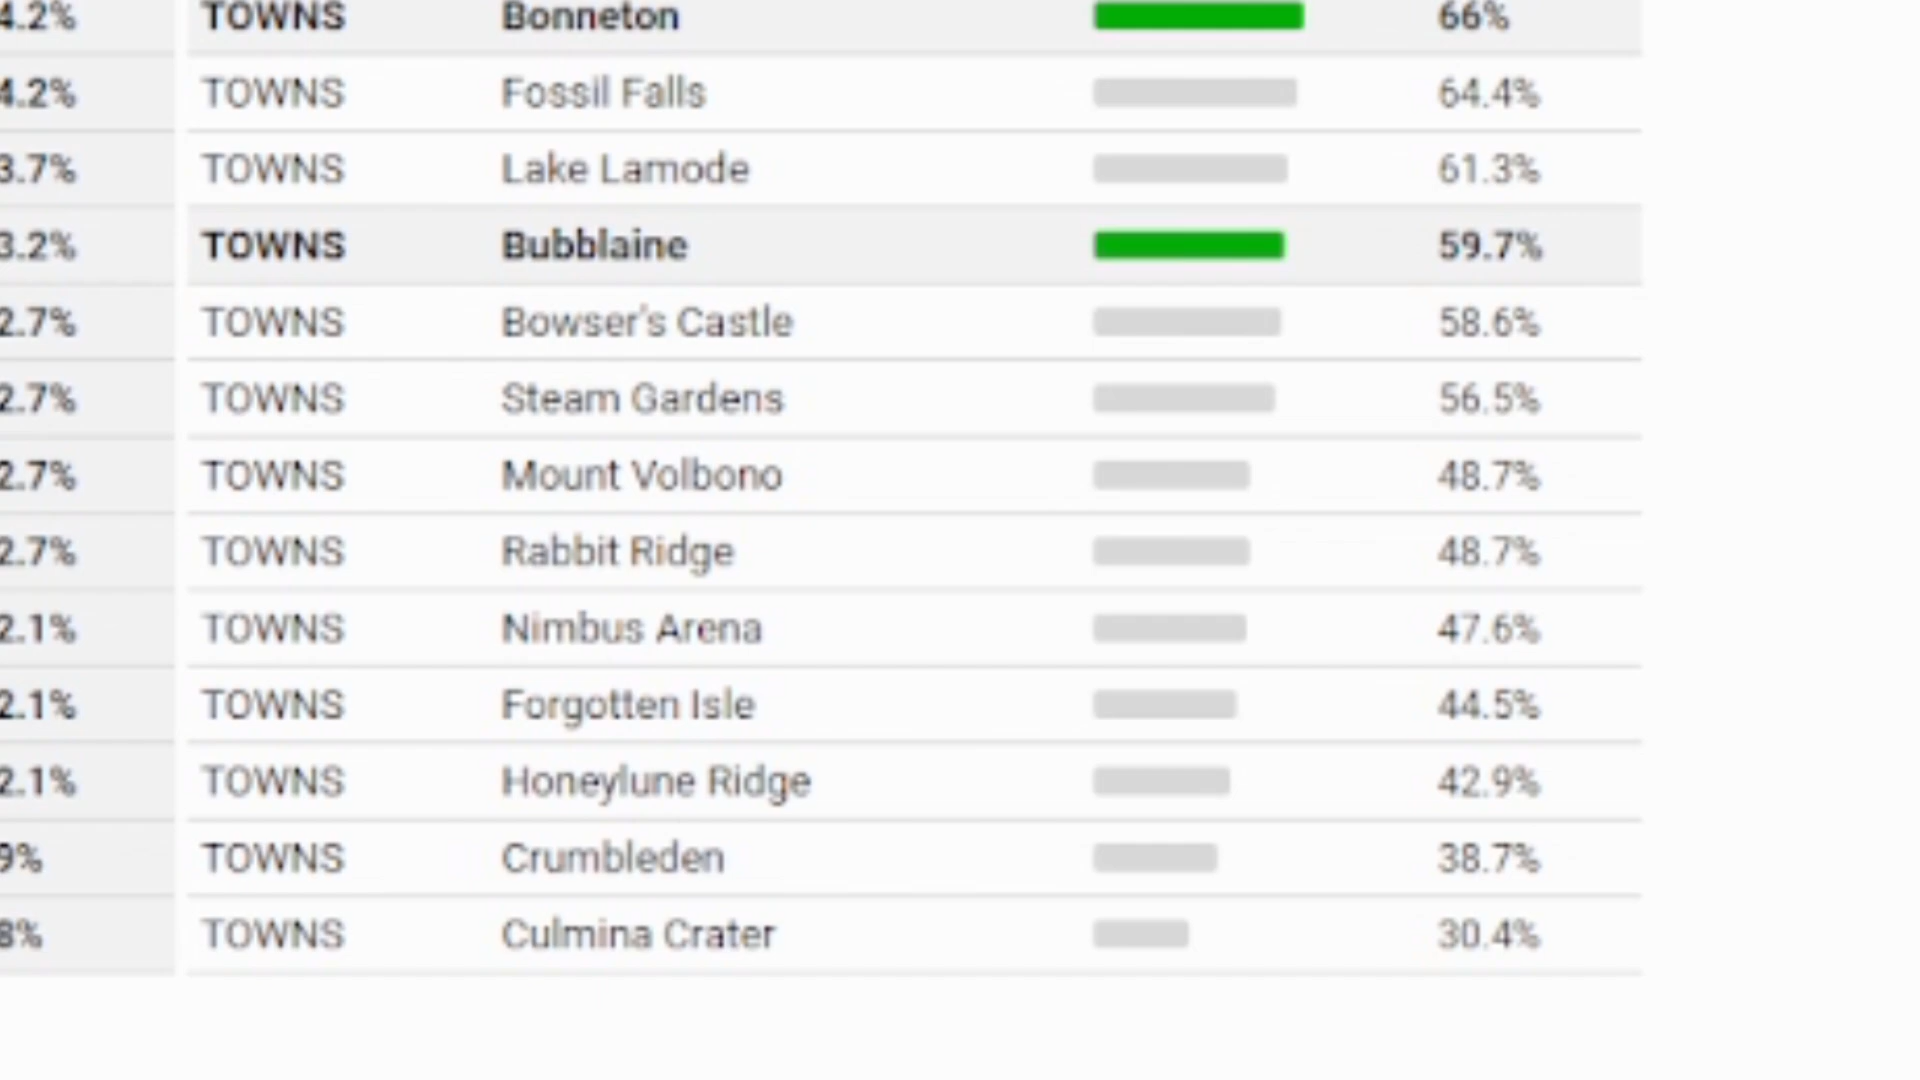 4.2% TOWNS Bonneton 66%
4.2% TOWNS Fossil Falls 64.4%
3.7% TOWNS Lake Lamode 61.3%
3.2% TOWNS Bubblaine 59.7%
2.7% TOWNS Bowser's Castle 58.6%
2.7% TOWNS Steam Gardens 56.5%
2.7% TOWNS Mount Volbono 48.7%
2.7% TOWNS Rabbit Ridge 48.7%
2.1% TOWNS Nimbus Arena 47.6%
2.1% TOWNS Forgotten Isle 44.5%
2.1% TOWNS Honeylune Ridge 42.9%
9% TOWNS Crumbleden 38.7%
8% TOWNS Culmina Crater 30.4%